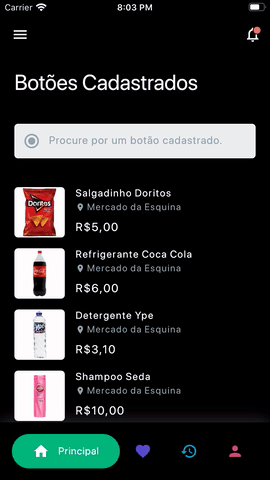 Carrier 8:03 PM
Botões Cadastrados
Procure por um botão cadastrado.
Doritos
Salgadinho Doritos
Mercado da Esquina
R$5,00
Refrigerante Coca Cola
Mercado da Esquina
R$6,00
Detergente Ype
Mercado da Esquina
R$3,10
Shampoo Seda
Mercado da Esquina
R$10,00
Principal